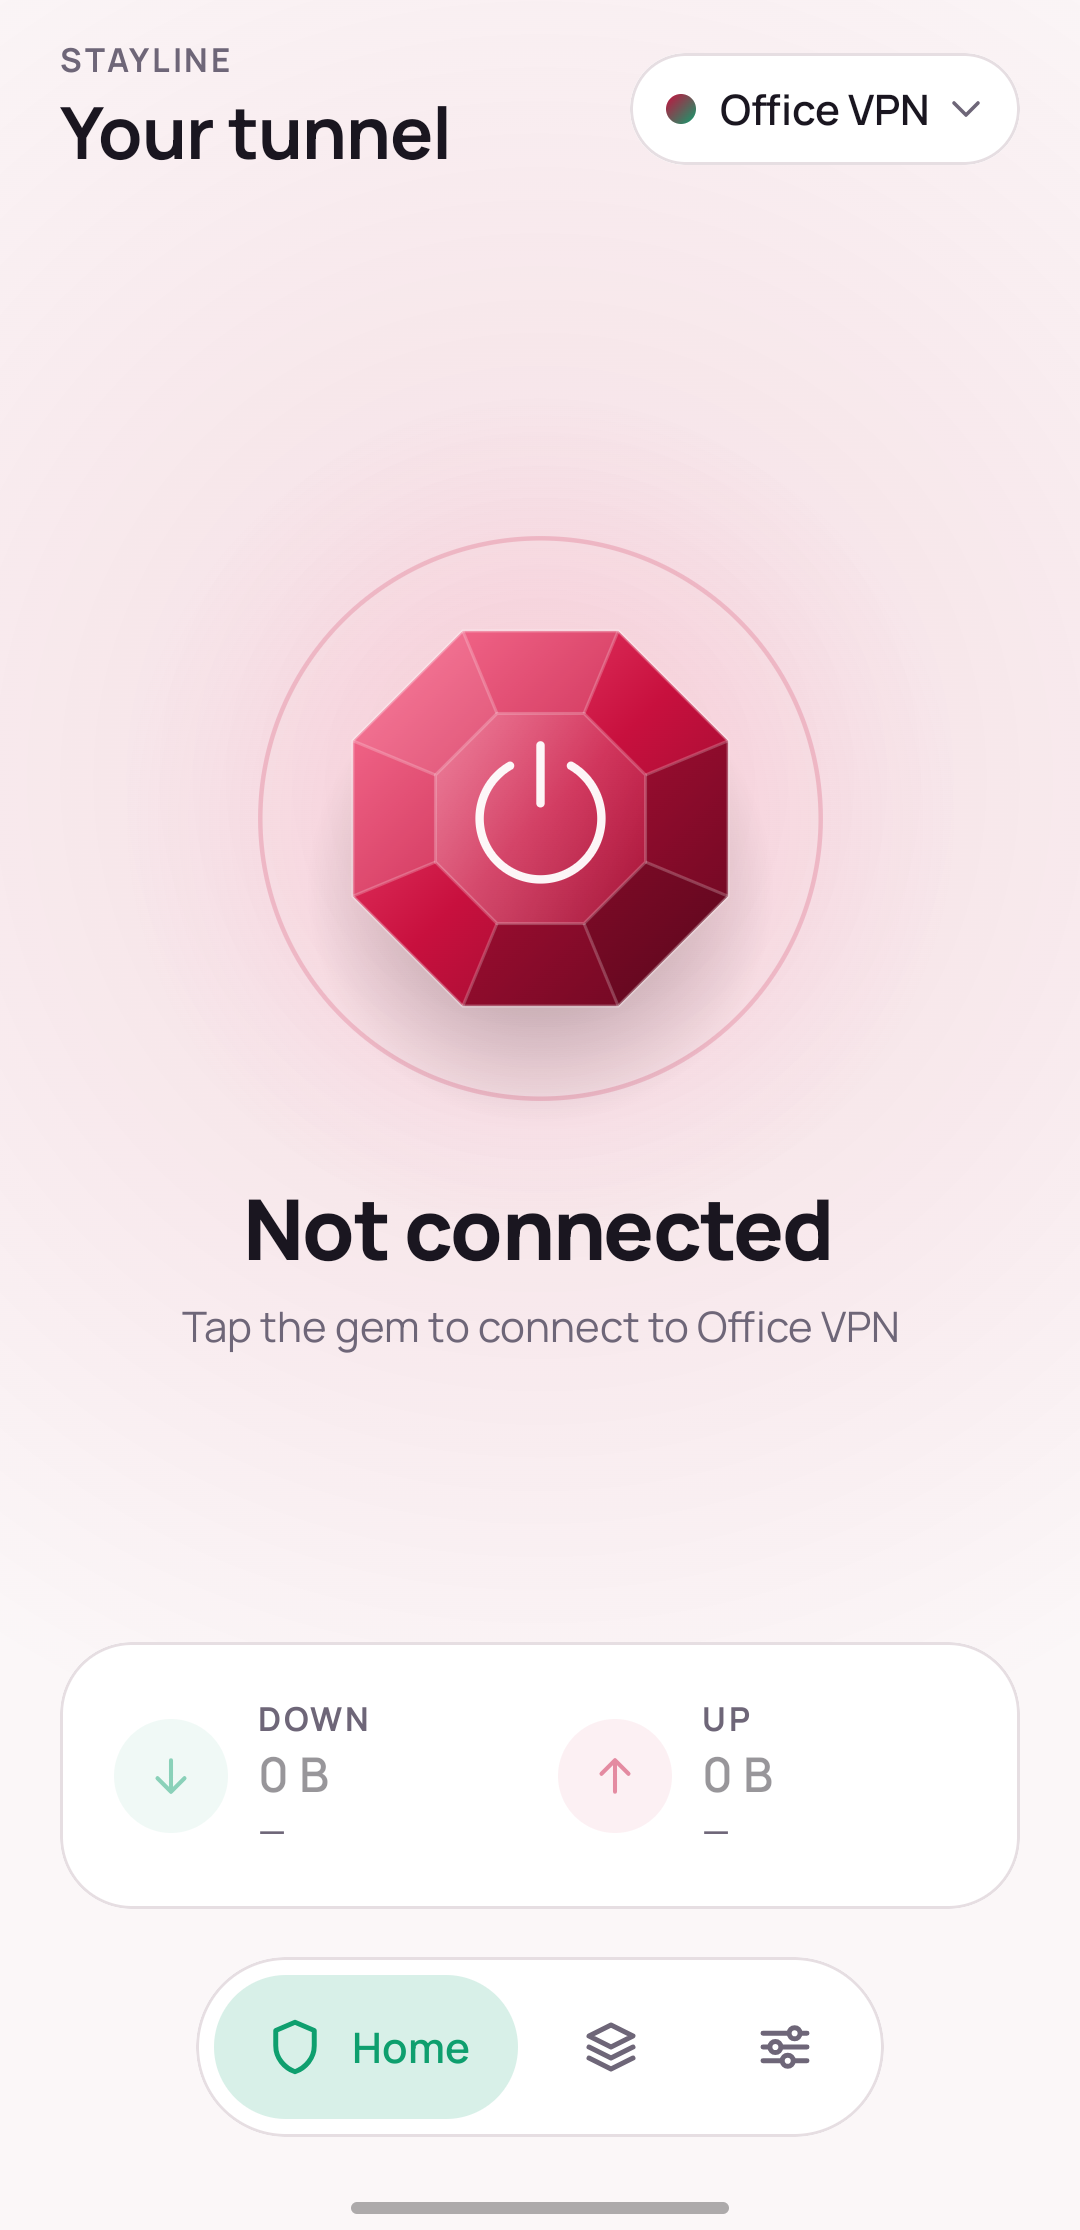 STAYLINE
Your tunnel
Office VPN
Not connected
Tap the gem to connect to Office VPN
DOWN
0 B
—
UP
0 B
—
Home